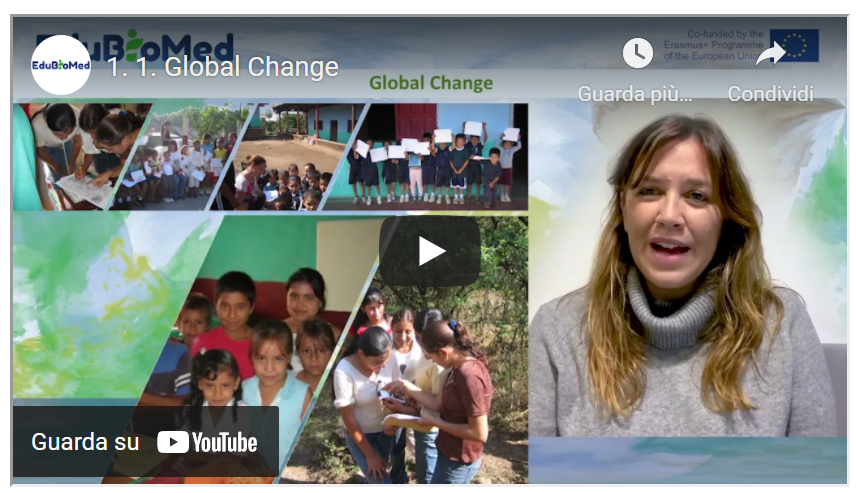 EduBioMed
EduBioMed
1. 1. Global Change
Co-funded by the
Erasmus+ Programme
of the European Union
Global Change
Guarda più...
Condividi
Guarda su YouTube